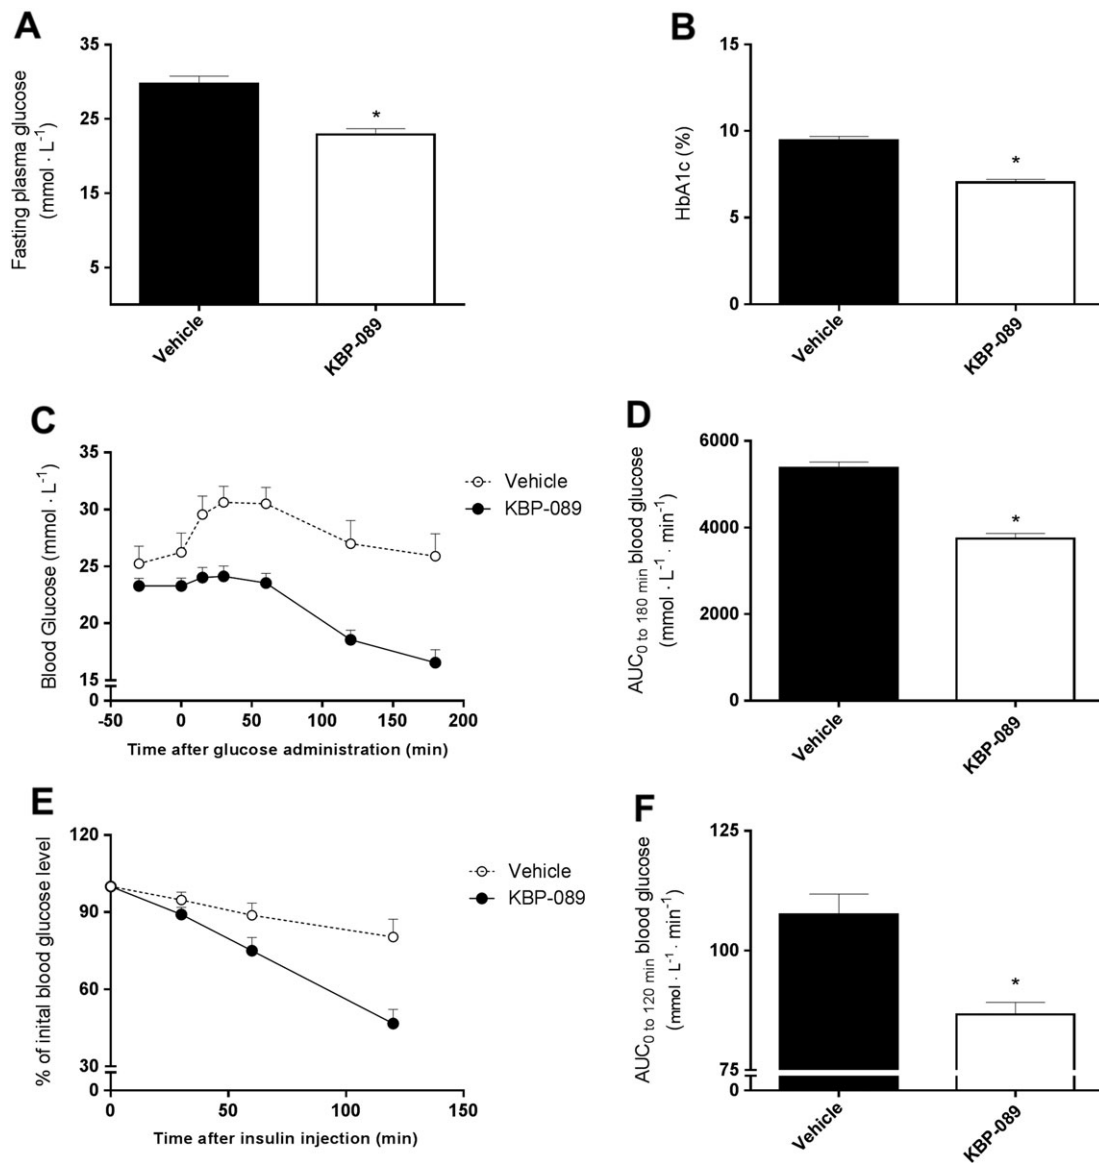 A
Fasting plasma glucose
(mmol · L-1)
35
25
15
5
*
Vehicle
KBP-089
B
HbA1c (%)
15
10
5
0
*
Vehicle
KBP-089
C
Blood Glucose (mmol · L-1)
35
30
25
20
15
0
-50
0
50
100
150
200
Time after glucose administration (min)
Vehicle
KBP-089
D
AUC0 to 180 min blood glucose
(mmol · L-1 · min-1)
6000
4000
2000
0
*
Vehicle
KBP-089
E
% of inital blood glucose level
120
90
60
30
0
0
50
100
150
Time after insulin injection (min)
Vehicle
KBP-089
F
AUC0 to 120 min blood glucose
(mmol · L-1 · min-1)
125
100
75
0
*
Vehicle
KBP-089